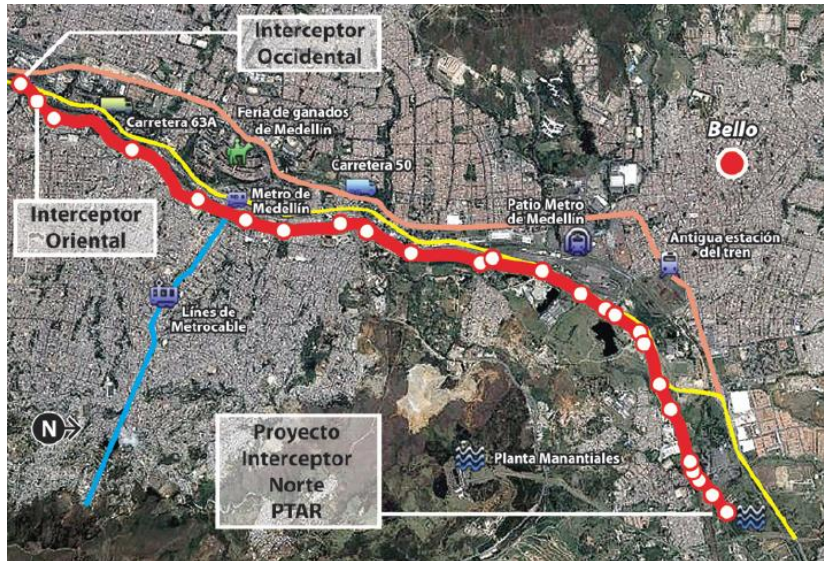 Interceptor
Occidental
Carretera 63A
Feria de ganados
de Medellín
Carretera 50
Bello
Interceptor
Oriental
Metro de
Medellín
Patio Metro
de Medellín
Antigua estación
del tren
Línes de
Metrocable
N
Proyecto
Interceptor
Norte
PTAR
Planta Manantiales